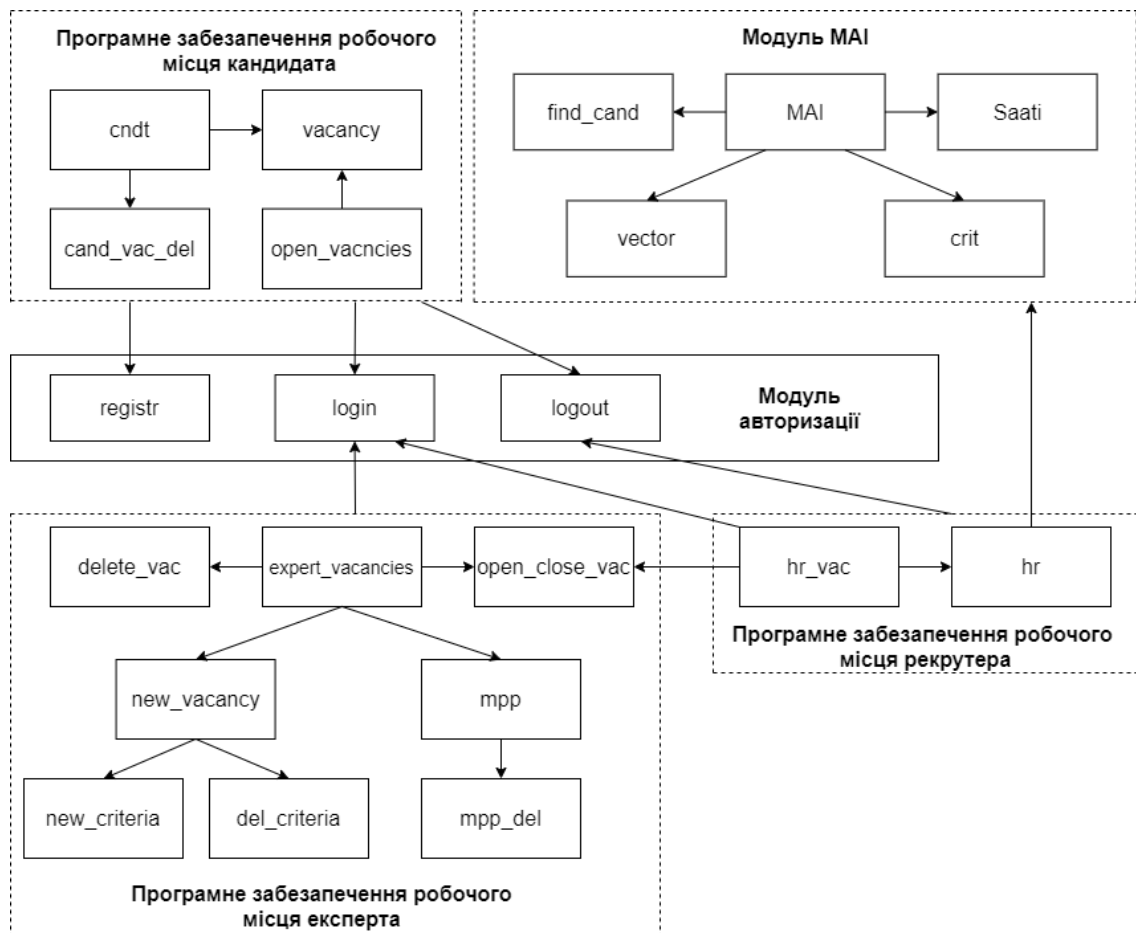 Програмне забезпечення робочого
місця кандидата
cndt
vacancy
cand_vac_del
open_vacncies
Модуль МАІ
find_cand
MAI
Saati
vector
crit
registr
login
logout
Модуль
авторизації
delete_vac
expert_vacancies
open_close_vac
new_vacancy
mpp
new_criteria
del_criteria
mpp_del
Програмне забезпечення робочого
місця експерта
hr_vac
hr
Програмне забезпечення робочого
місця рекрутера